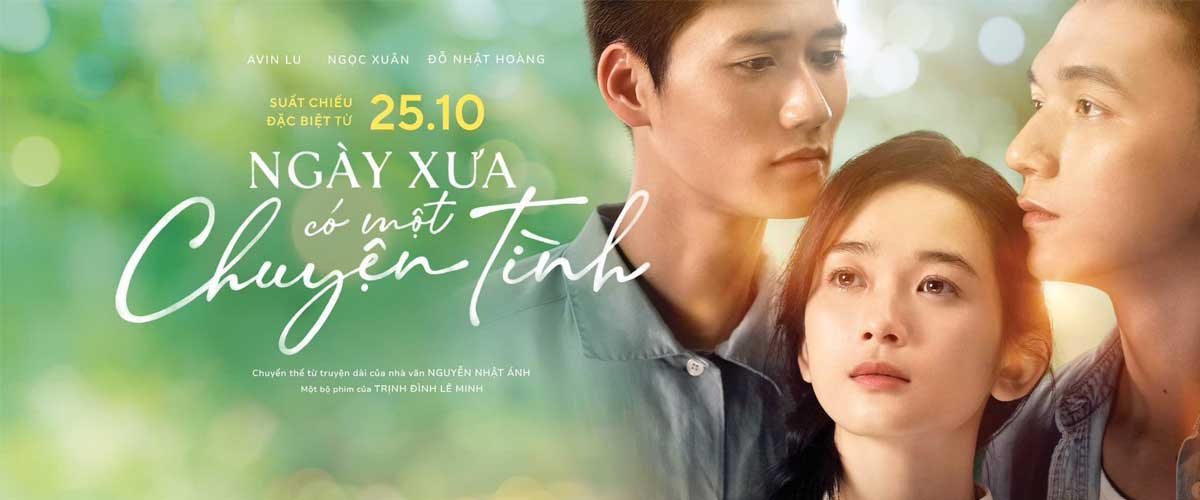 AVIN LU NGỌC XUÂN ĐỖ NHẬT HOÀNG
SUẤT CHIẾU
ĐẶC BIỆT TỪ 25.10
NGÀY XƯA
có một
Chuyện Tình
Chuyển thể từ truyện dài của nhà văn NGUYỄN NHẬT ÁNH
Một bộ phim của TRỊNH ĐÌNH LÊ MINH